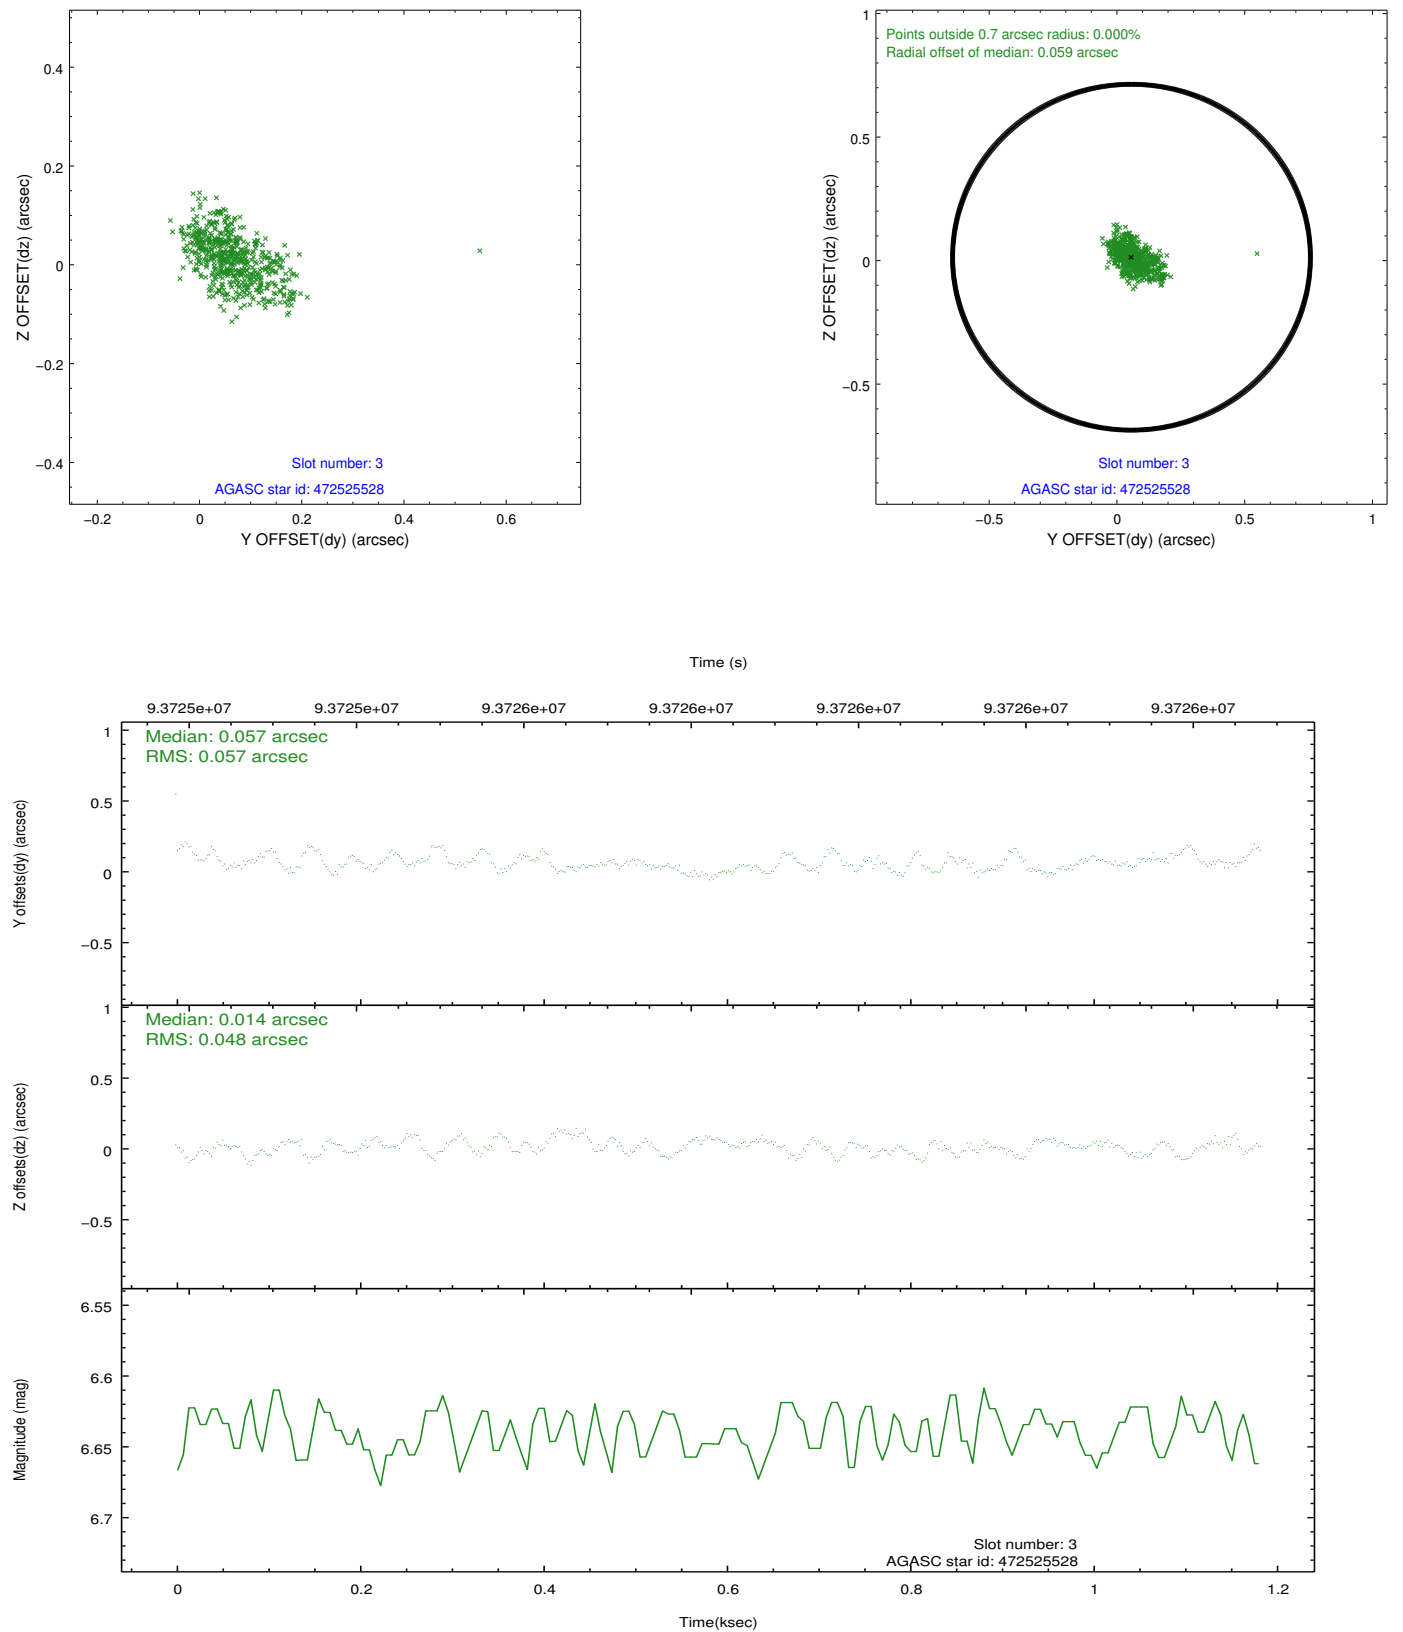 0.4
0.2
0
−0.2
−0.4
Z OFFSET(dz) (arcsec)
Slot number: 3
AGASC star id: 472525528
−0.2 0 0.2 0.4 0.6
Y OFFSET(dy) (arcsec)
1
0.5
0
−0.5
Z OFFSET(dz) (arcsec)
Points outside 0.7 arcsec radius: 0.000%
Radial offset of median: 0.059 arcsec
Slot number: 3
AGASC star id: 472525528
−0.5 0 0.5 1
Y OFFSET(dy) (arcsec)
Time (s)
9.3725e+07 9.3725e+07 9.3726e+07 9.3726e+07 9.3726e+07 9.3726e+07 9.3726e+07
Median: 0.057 arcsec
RMS: 0.057 arcsec
1
0.5
0
−0.5
Y offsets(dy) (arcsec)
Median: 0.014 arcsec
RMS: 0.048 arcsec
1
0.5
0
−0.5
Z offsets(dz) (arcsec)
6.55
6.6
6.65
6.7
Magnitude (mag)
Slot number: 3
AGASC star id: 472525528
0 0.2 0.4 0.6 0.8 1 1.2
Time(ksec)